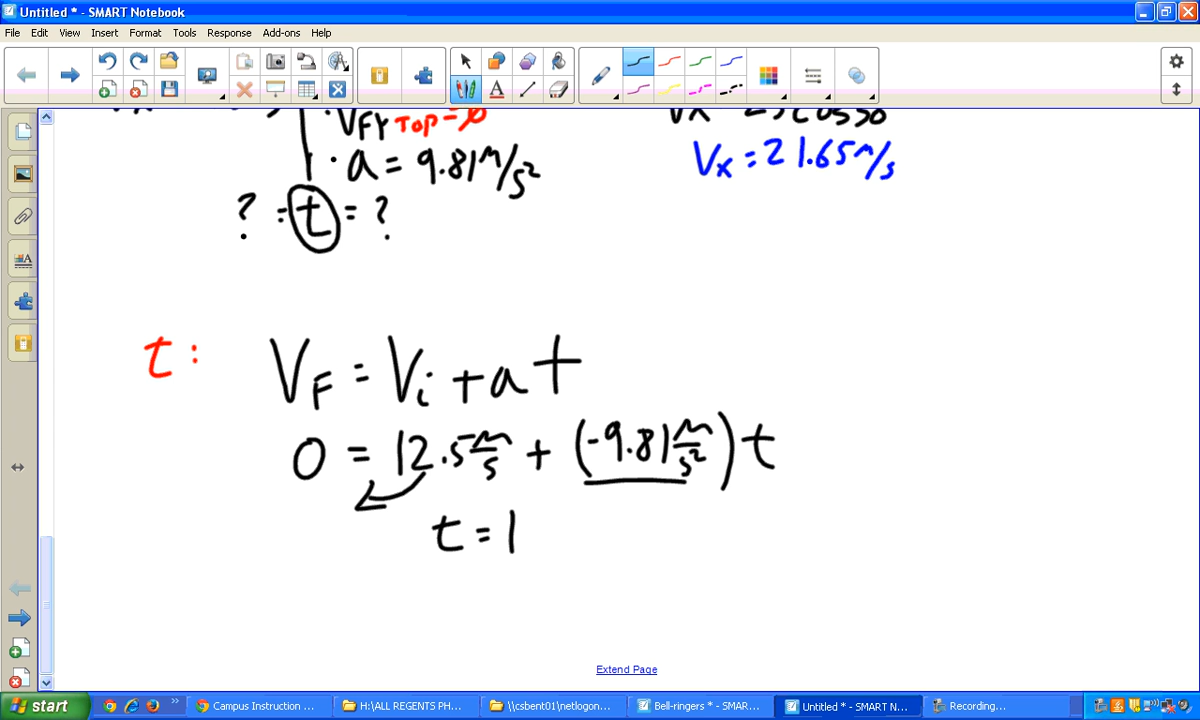 Untitled * - SMART Notebook
File Edit View Insert Format Tools Response Add-ons Help
VFY TOP = 0
a = 9.81 m/s²
Vx = 21.65 m/s
? = t = ?
t:
VF = Vi + at
0 = 12.5 m/s + (-9.81 m/s²) t
t = 1
Extend Page
start
Campus Instruction ...
H:\ALL REGENTS PH...
\\csbent01\netlogon...
Bell-ringers * - SMAR...
Untitled * - SMART N...
Recording...